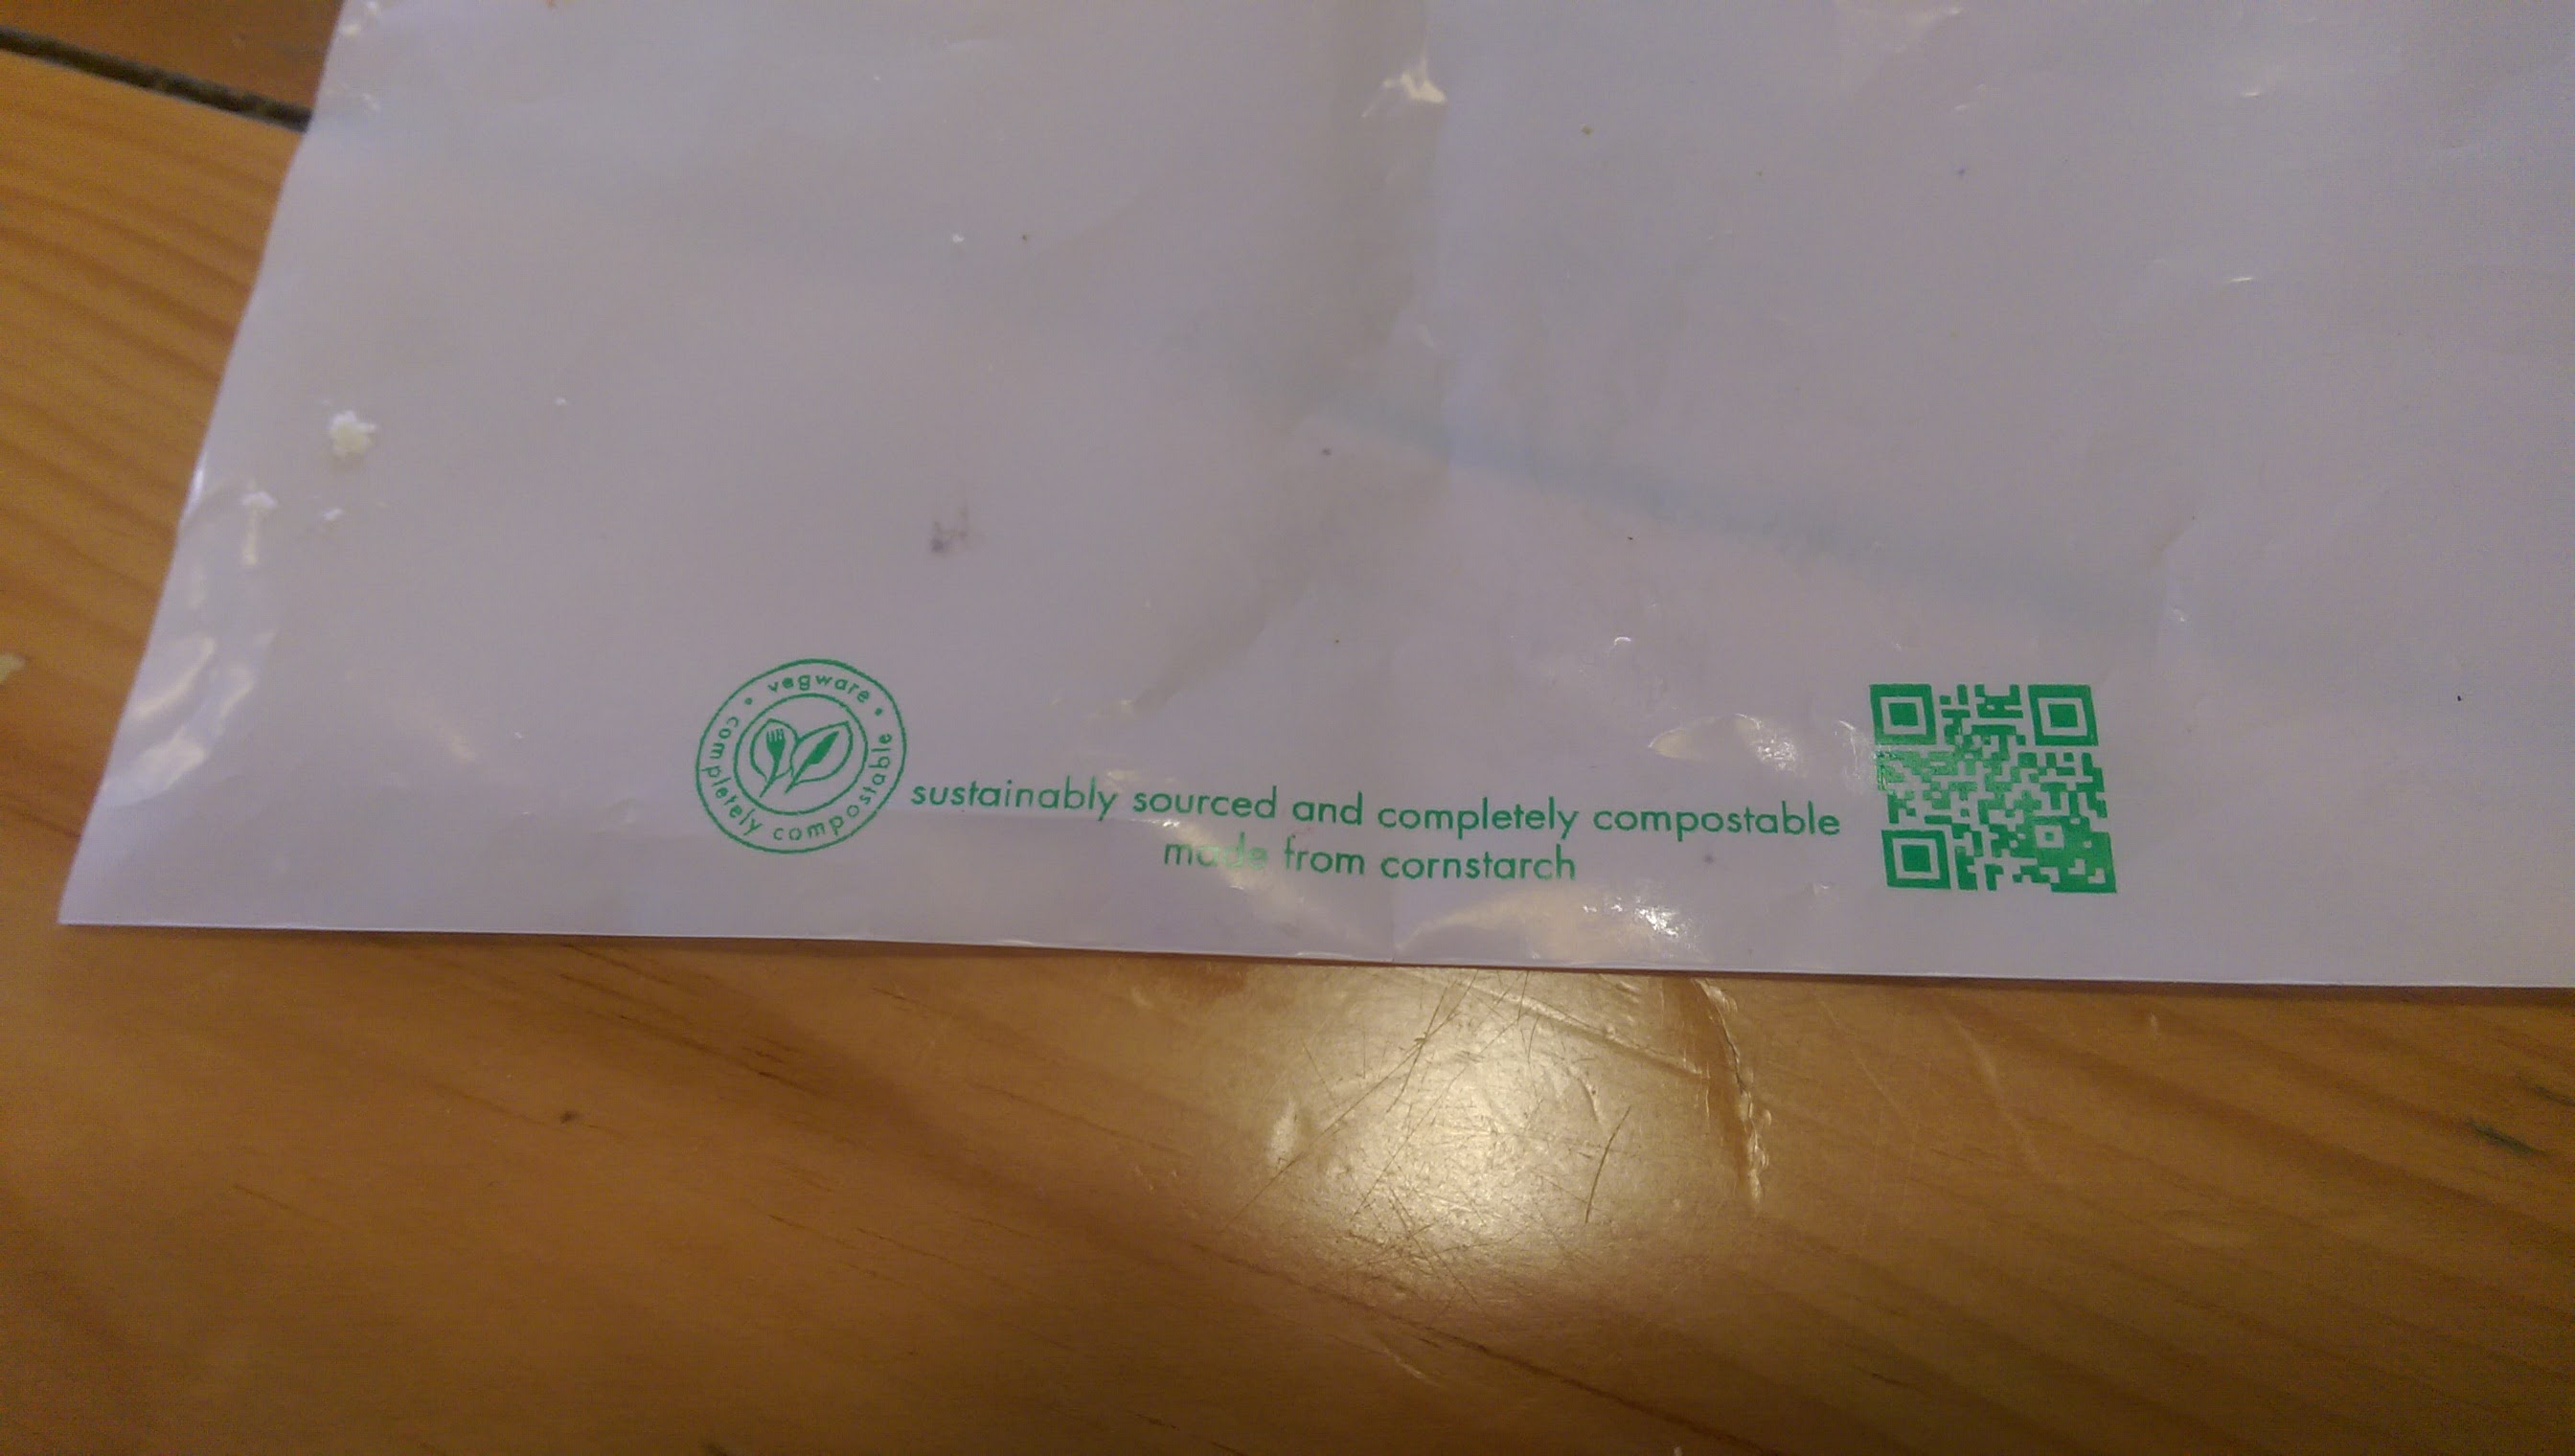 vegware
completely compostable
sustainably sourced and completely compostable
made from cornstarch